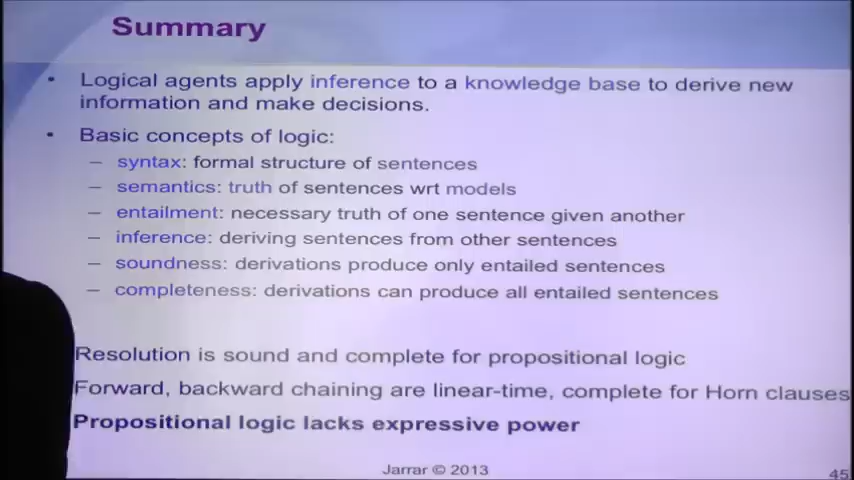 Summary
• Logical agents apply inference to a knowledge base to derive new
information and make decisions.
• Basic concepts of logic:
– syntax: formal structure of sentences
– semantics: truth of sentences wrt models
– entailment: necessary truth of one sentence given another
– inference: deriving sentences from other sentences
– soundness: derivations produce only entailed sentences
– completeness: derivations can produce all entailed sentences
Resolution is sound and complete for propositional logic
Forward, backward chaining are linear-time, complete for Horn clauses
Propositional logic lacks expressive power
Jarrar © 2013
45